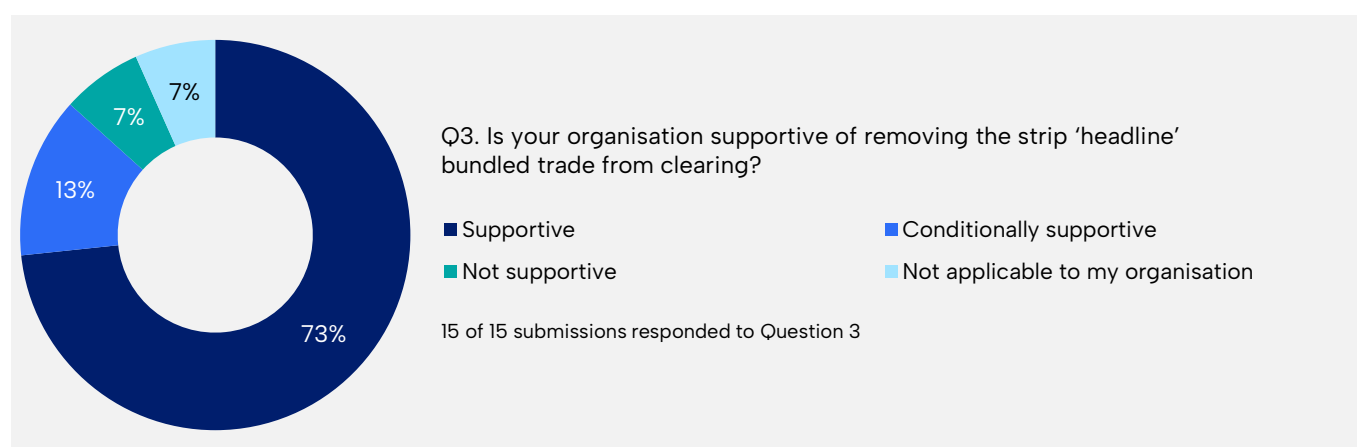 7%
7%
13%
73%
Q3. Is your organisation supportive of removing the strip ‘headline’
bundled trade from clearing?
Supportive
Conditionally supportive
Not supportive
Not applicable to my organisation
15 of 15 submissions responded to Question 3